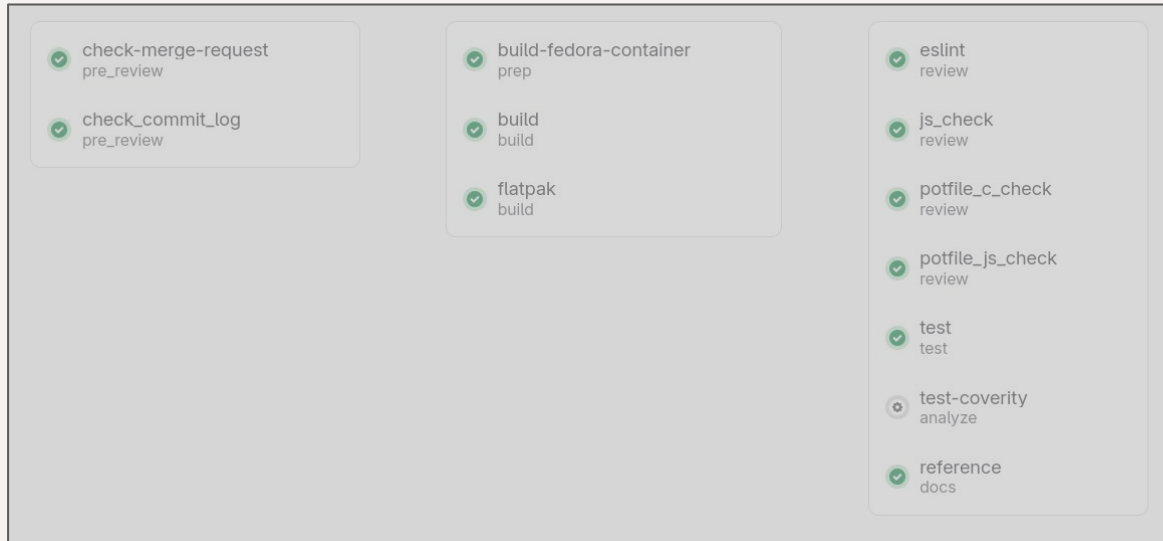 check-merge-request
pre_review
check_commit_log
pre_review
build-fedora-container
prep
build
build
flatpak
build
eslint
review
js_check
review
potfile_c_check
review
potfile_js_check
review
test
test
test-coverity
analyze
reference
docs